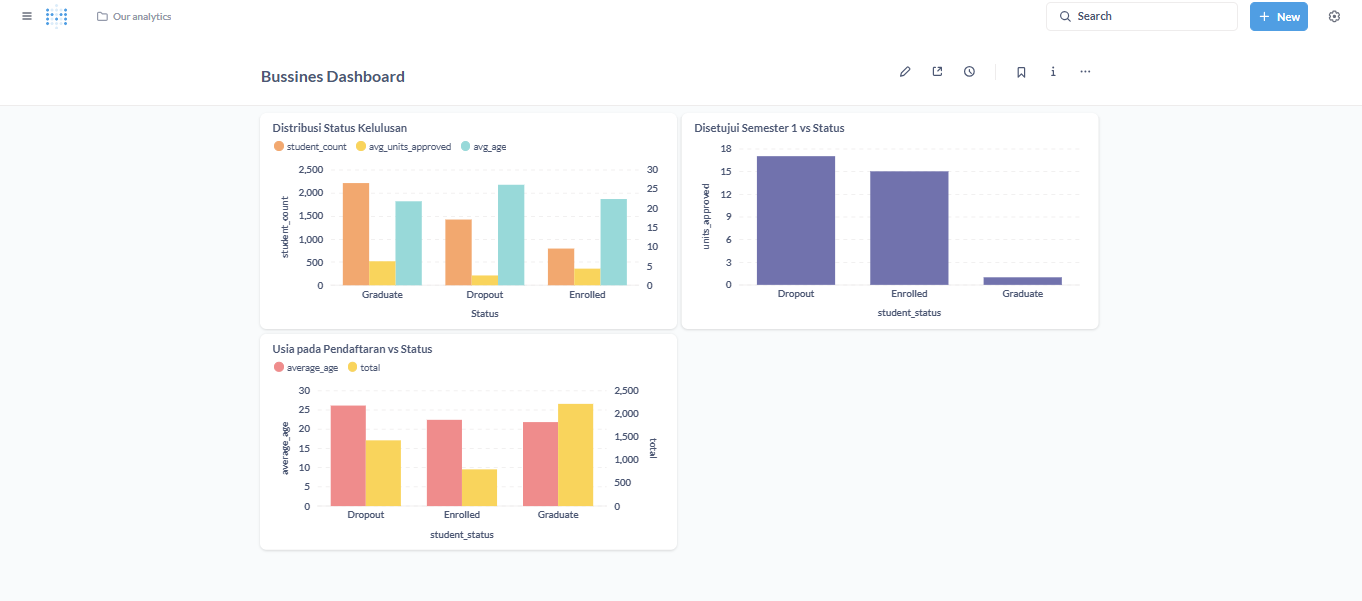 Our analytics
Search
+ New
Bussines Dashboard
Distribusi Status Kelulusan
student_count avg_units_approved avg_age
2,500 30
25
2,000
20
1,500
15
1,000
10
500
5
0 0
student_count
Graduate Dropout Enrolled
Status
Disetujui Semester 1 vs Status
18
15
12
9
6
3
0
units_approved
Dropout Enrolled Graduate
student_status
Usia pada Pendaftaran vs Status
average_age total
30 2,500
25
2,000
20
1,500
15
1,000
10
500
5
0 0
average_age
total
Dropout Enrolled Graduate
student_status